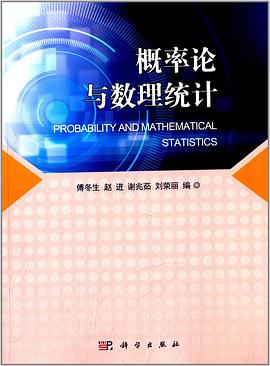 概率论
与数理统计
PROBABILITY AND MATHEMATICAL
STATISTICS
傅冬生 赵 进 谢兆茹 刘荣丽 编
科学出版社